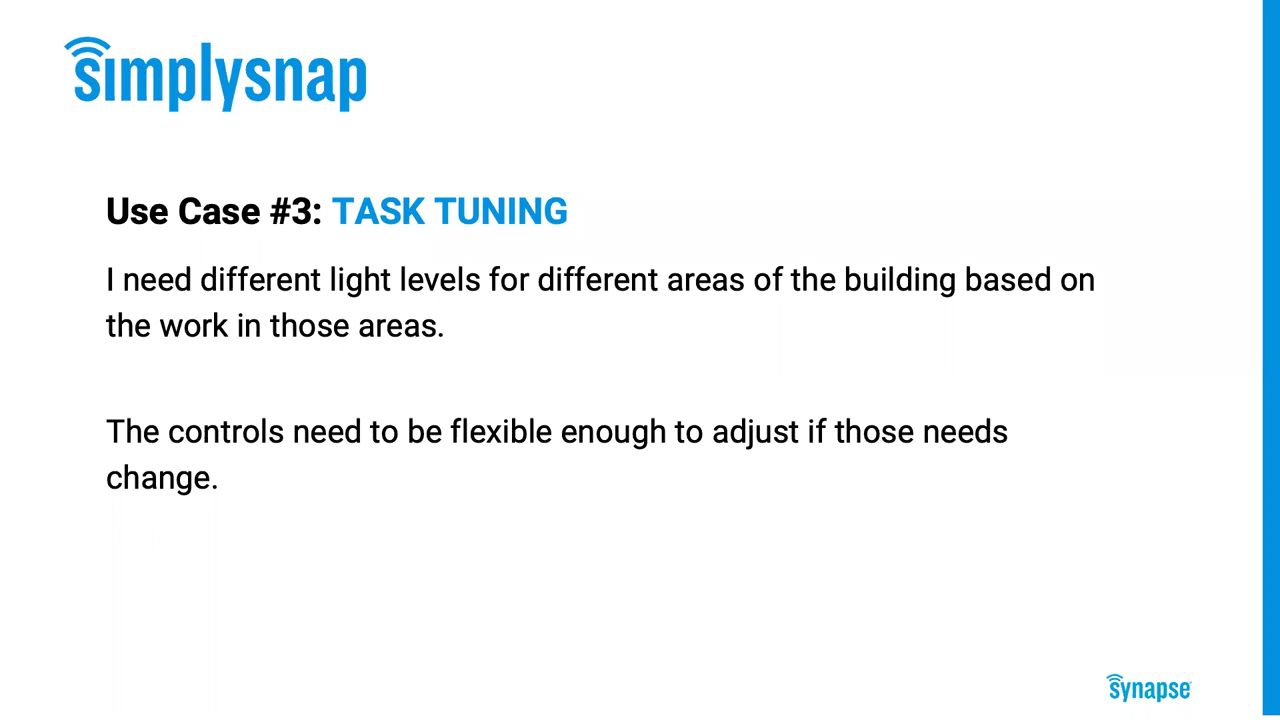 simplysnap
Use Case #3: TASK TUNING
I need different light levels for different areas of the building based on
the work in those areas.
The controls need to be flexible enough to adjust if those needs
change.
synapse